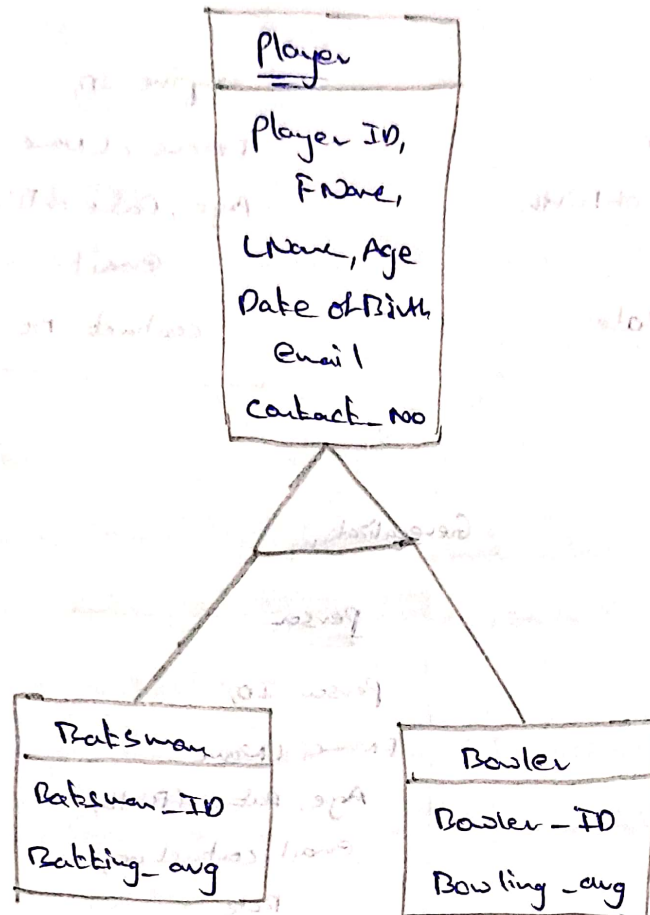 Player
Player ID,
FName,
LName, Age
Date of Birth
email
contact_No
Batsman
Batsman_ID
Batting_avg
Bowler
Bowler_ID
Bowling_avg